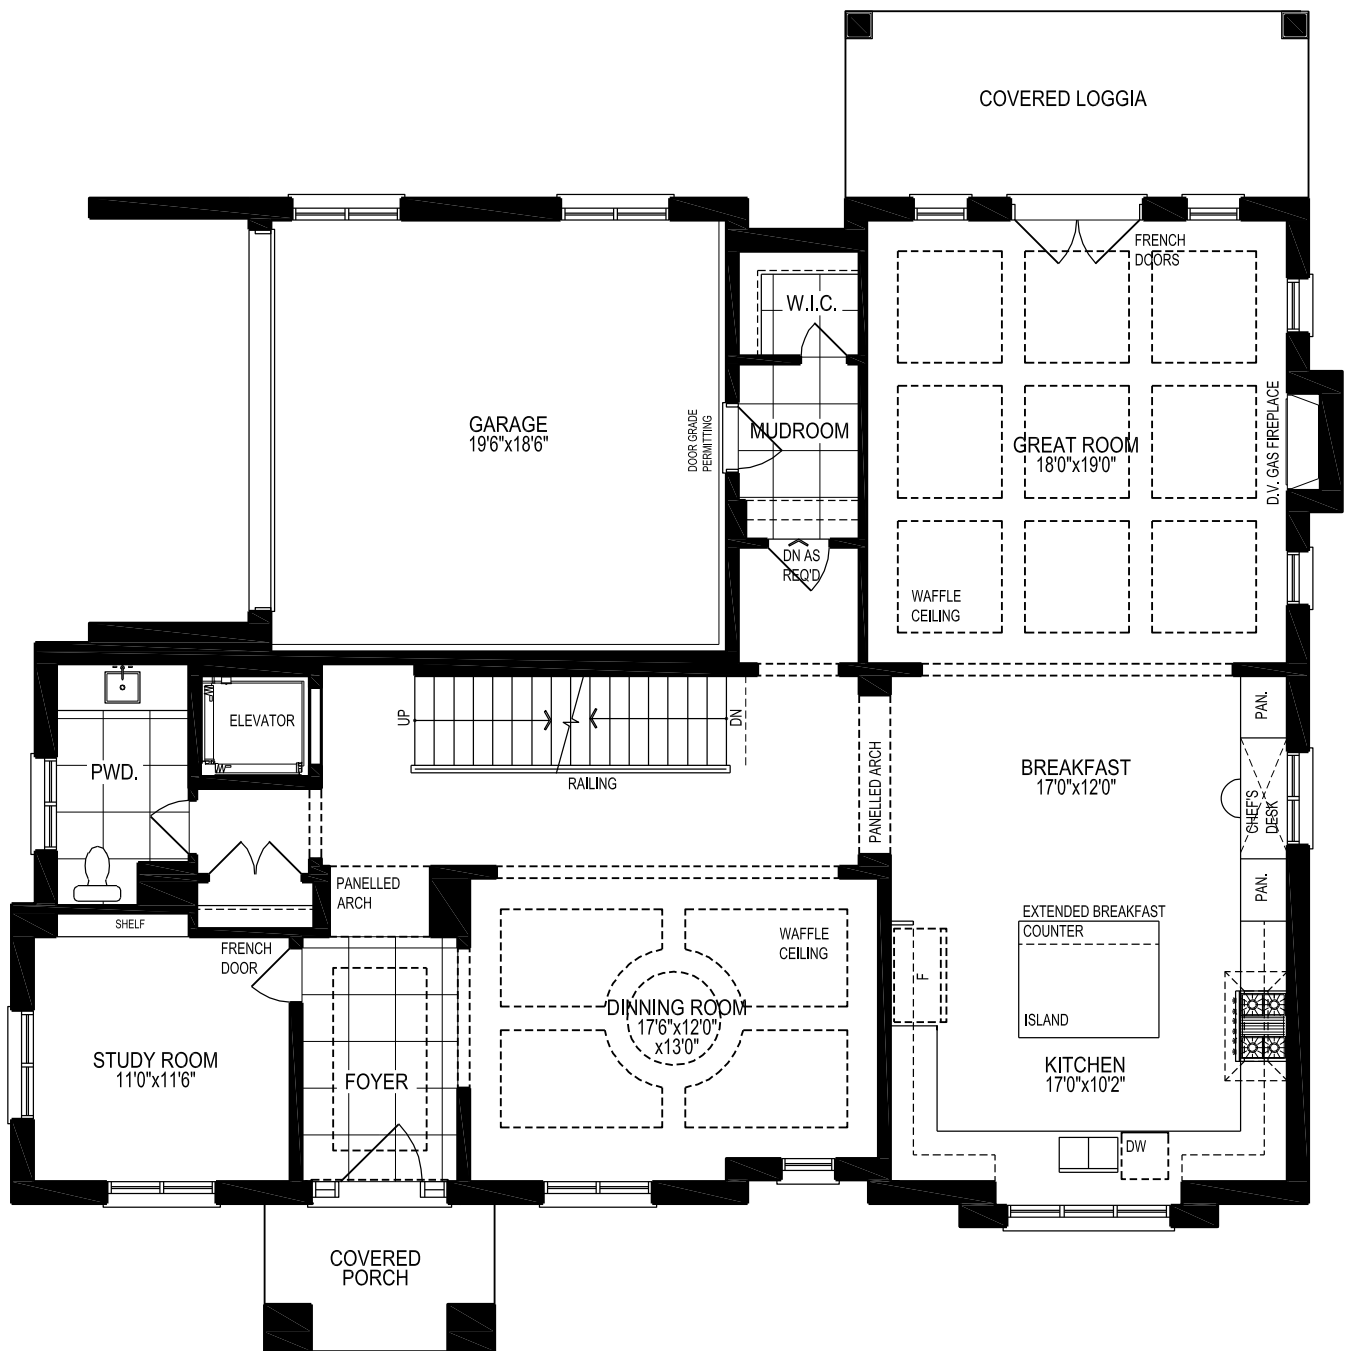 COVERED LOGGIA
FRENCH
DOORS
W.I.C.
GARAGE
19'6"x18'6"
DOOR GRADE
PERMITTING
MUDROOM
GREAT ROOM
18'0"x19'0"
D.V. GAS FIREPLACE
DN AS
REQ'D
WAFFLE
CEILING
ELEVATOR
UP
DN
PAN.
PWD.
RAILING
PANELLED ARCH
BREAKFAST
17'0"x12'0"
CHEF'S
DESK
PANELLED
ARCH
PAN.
SHELF
FRENCH
DOOR
WAFFLE
CEILING
EXTENDED BREAKFAST
COUNTER
F
DINNING ROOM
17'6"x12'0"
x13'0"
ISLAND
STUDY ROOM
11'0"x11'6"
FOYER
KITCHEN
17'0"x10'2"
DW
COVERED
PORCH